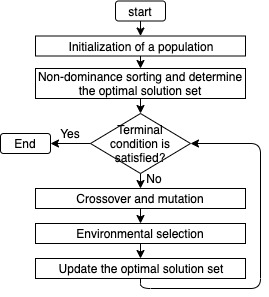 start
Initialization of a population
Non-dominance sorting and determine
the optimal solution set
Terminal
condition is
satisfied?
Yes
End
No
Crossover and mutation
Environmental selection
Update the optimal solution set